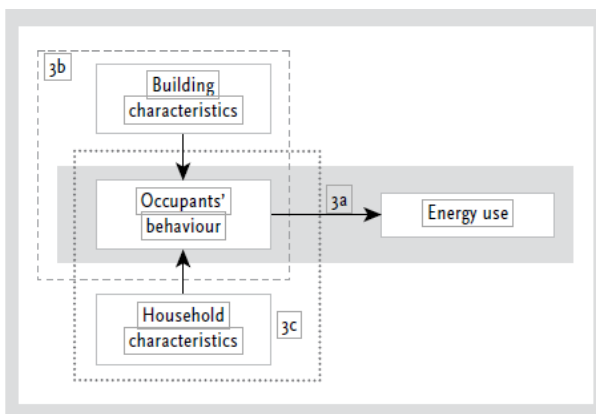 3b
Building
characteristics
Occupants'
behaviour
3a
Energy use
Household
characteristics
3c